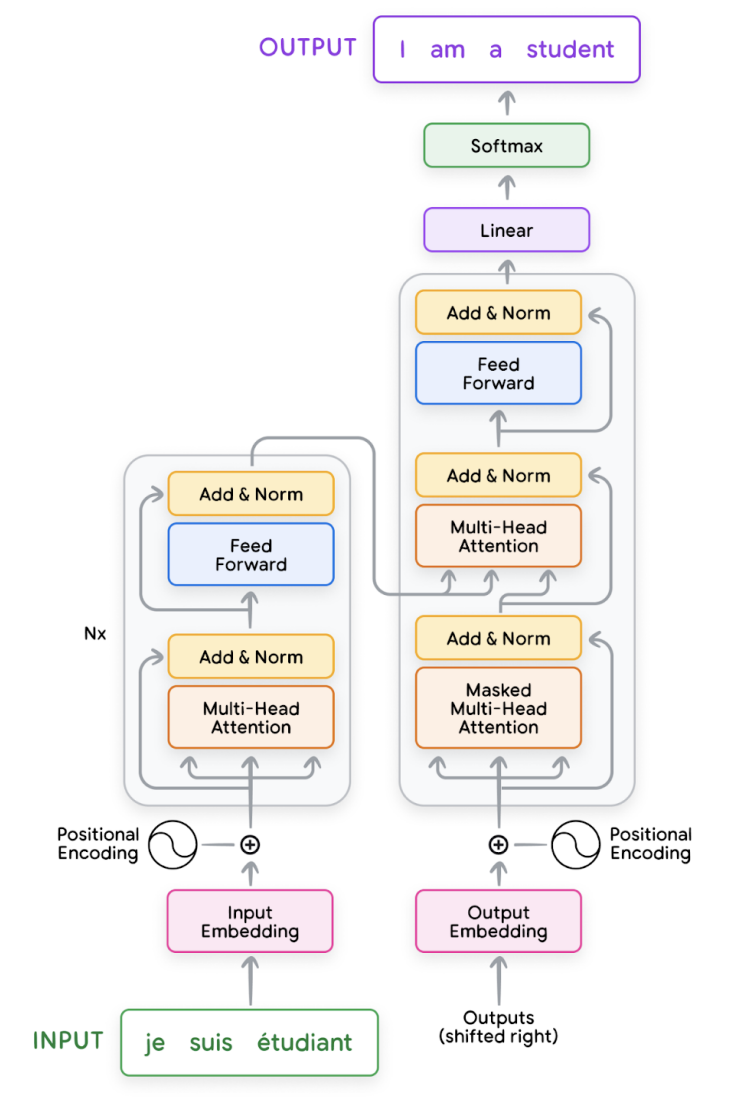 OUTPUT
I am a student
Softmax
Linear
Add & Norm
Feed
Forward
Add & Norm
Multi-Head
Attention
Add & Norm
Masked
Multi-Head
Attention
Positional
Encoding
Output
Embedding
Outputs
(shifted right)
Add & Norm
Feed
Forward
Nx
Add & Norm
Multi-Head
Attention
Positional
Encoding
Input
Embedding
INPUT
je suis étudiant